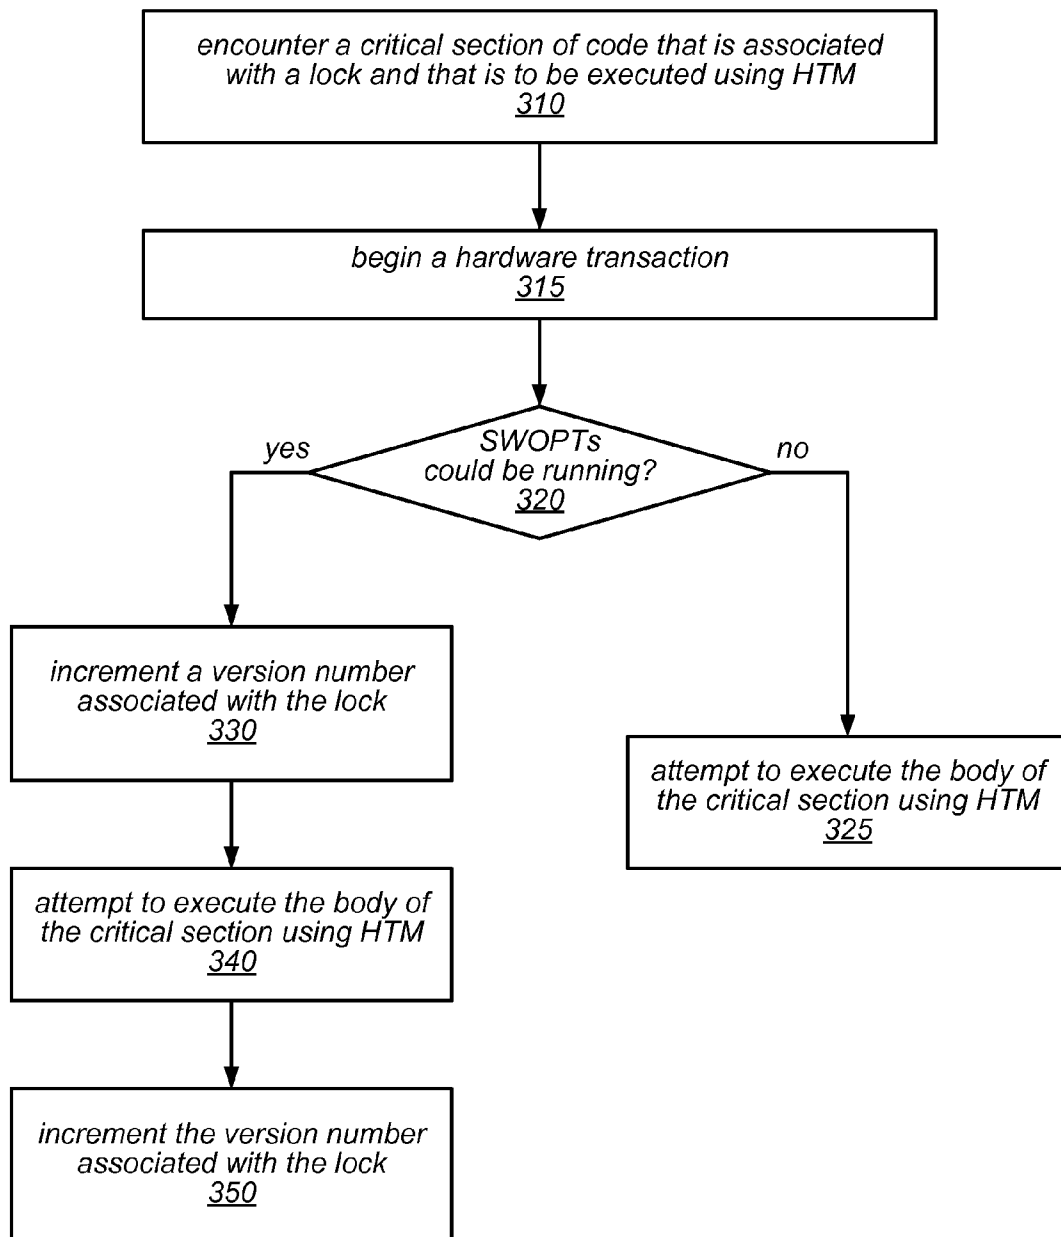 encounter a critical section of code that is associated
with a lock and that is to be executed using HTM
310
begin a hardware transaction
315
SWOPTs
could be running?
320
yes
no
increment a version number
associated with the lock
330
attempt to execute the body of
the critical section using HTM
325
attempt to execute the body of
the critical section using HTM
340
increment the version number
associated with the lock
350